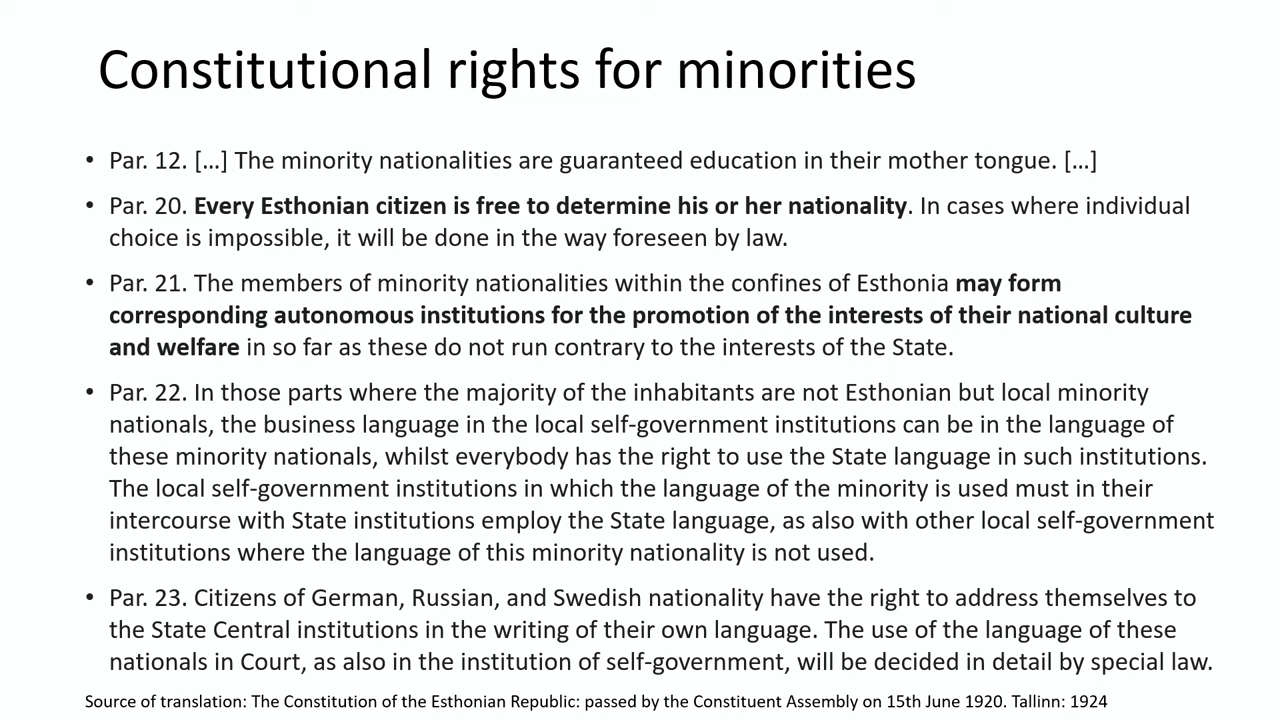 Constitutional rights for minorities
• Par. 12. […] The minority nationalities are guaranteed education in their mother tongue. […]
• Par. 20. Every Esthonian citizen is free to determine his or her nationality. In cases where individual
choice is impossible, it will be done in the way foreseen by law.
• Par. 21. The members of minority nationalities within the confines of Esthonia may form
corresponding autonomous institutions for the promotion of the interests of their national culture
and welfare in so far as these do not run contrary to the interests of the State.
• Par. 22. In those parts where the majority of the inhabitants are not Esthonian but local minority
nationals, the business language in the local self-government institutions can be in the language of
these minority nationals, whilst everybody has the right to use the State language in such institutions.
The local self-government institutions in which the language of the minority is used must in their
intercourse with State institutions employ the State language, as also with other local self-government
institutions where the language of this minority nationality is not used.
• Par. 23. Citizens of German, Russian, and Swedish nationality have the right to address themselves to
the State Central institutions in the writing of their own language. The use of the language of these
nationals in Court, as also in the institution of self-government, will be decided in detail by special law.
Source of translation: The Constitution of the Esthonian Republic: passed by the Constituent Assembly on 15th June 1920. Tallinn: 1924